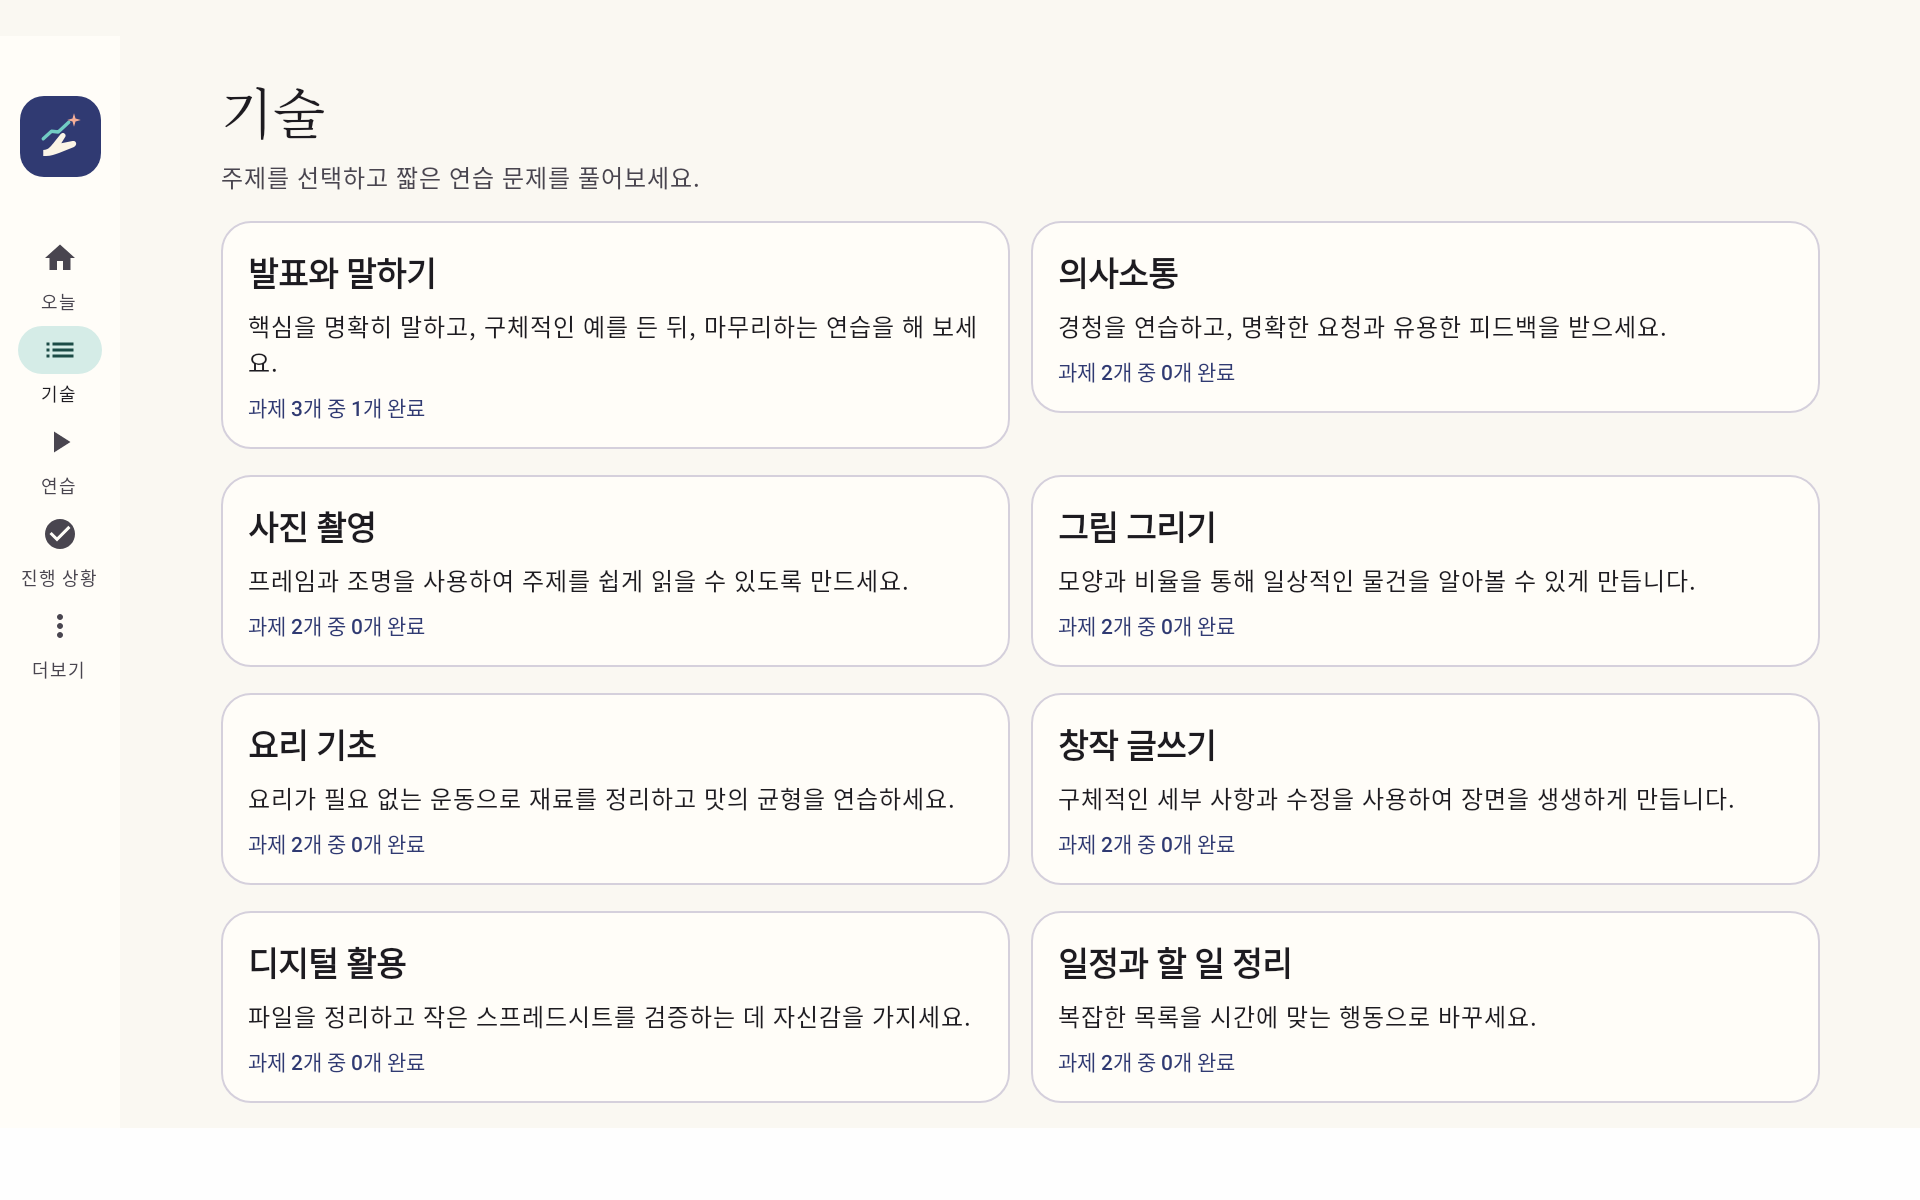 기술
주제를 선택하고 짧은 연습 문제를 풀어보세요.
오늘
기술
연습
진행 상황
더보기
발표와 말하기
핵심을 명확히 말하고, 구체적인 예를 든 뒤, 마무리하는 연습을 해 보세
요.
과제 3개 중 1개 완료
의사소통
경청을 연습하고, 명확한 요청과 유용한 피드백을 받으세요.
과제 2개 중 0개 완료
사진 촬영
프레임과 조명을 사용하여 주제를 쉽게 읽을 수 있도록 만드세요.
과제 2개 중 0개 완료
그림 그리기
모양과 비율을 통해 일상적인 물건을 알아볼 수 있게 만듭니다.
과제 2개 중 0개 완료
요리 기초
요리가 필요 없는 운동으로 재료를 정리하고 맛의 균형을 연습하세요.
과제 2개 중 0개 완료
창작 글쓰기
구체적인 세부 사항과 수정을 사용하여 장면을 생생하게 만듭니다.
과제 2개 중 0개 완료
디지털 활용
파일을 정리하고 작은 스프레드시트를 검증하는 데 자신감을 가지세요.
과제 2개 중 0개 완료
일정과 할 일 정리
복잡한 목록을 시간에 맞는 행동으로 바꾸세요.
과제 2개 중 0개 완료